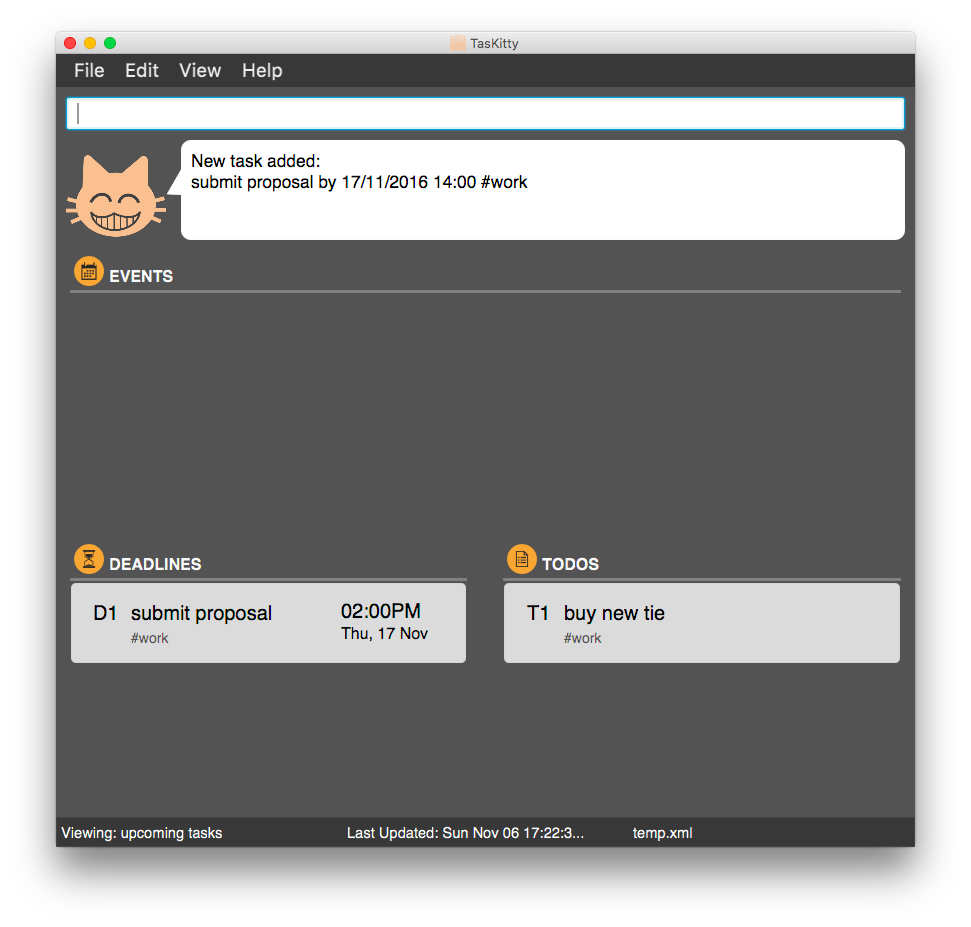 TasKitty
File Edit View Help
New task added:
submit proposal by 17/11/2016 14:00 #work
EVENTS
DEADLINES
D1 submit proposal 02:00PM
#work Thu, 17 Nov
TODOS
T1 buy new tie
#work
Viewing: upcoming tasks Last Updated: Sun Nov 06 17:22:3... temp.xml